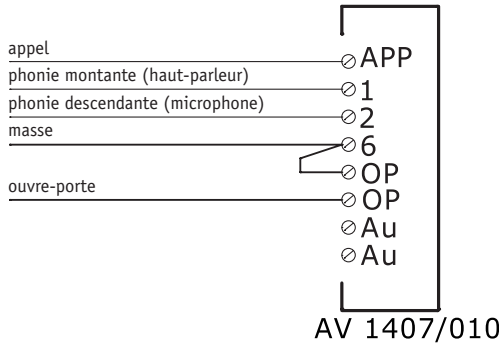 appel
APP
phonie montante (haut-parleur)
1
phonie descendante (microphone)
2
masse
6
OP
ouvre-porte
OP
Au
Au
AV 1407/010